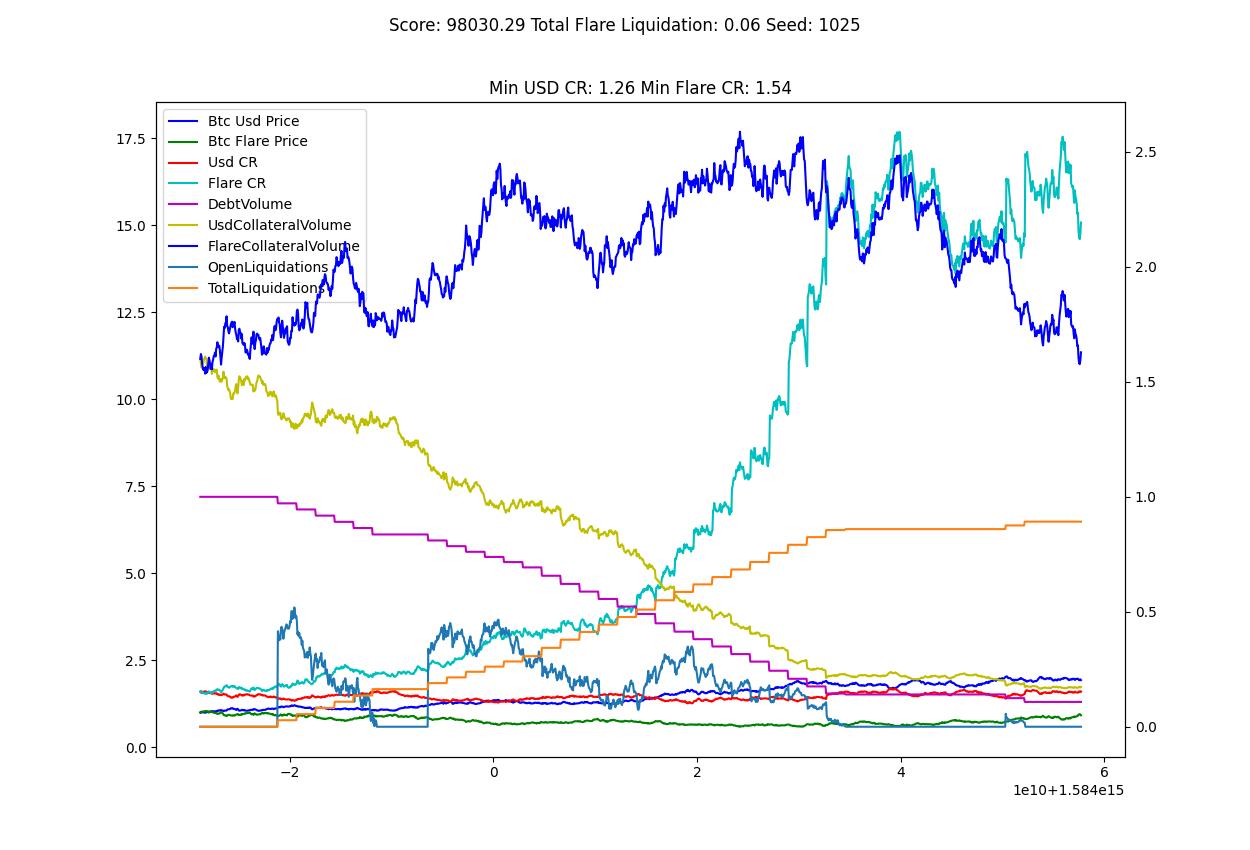 Score: 98030.29 Total Flare Liquidation: 0.06 Seed: 1025
Min USD CR: 1.26 Min Flare CR: 1.54
Btc Usd Price
Btc Flare Price
Usd CR
Flare CR
DebtVolume
UsdCollateralVolume
FlareCollateralVolume
OpenLiquidations
TotalLiquidations
17.5
15.0
12.5
10.0
7.5
5.0
2.5
0.0
2.5
2.0
1.5
1.0
0.5
0.0
−2
0
2
4
6
1e10+1.584e15